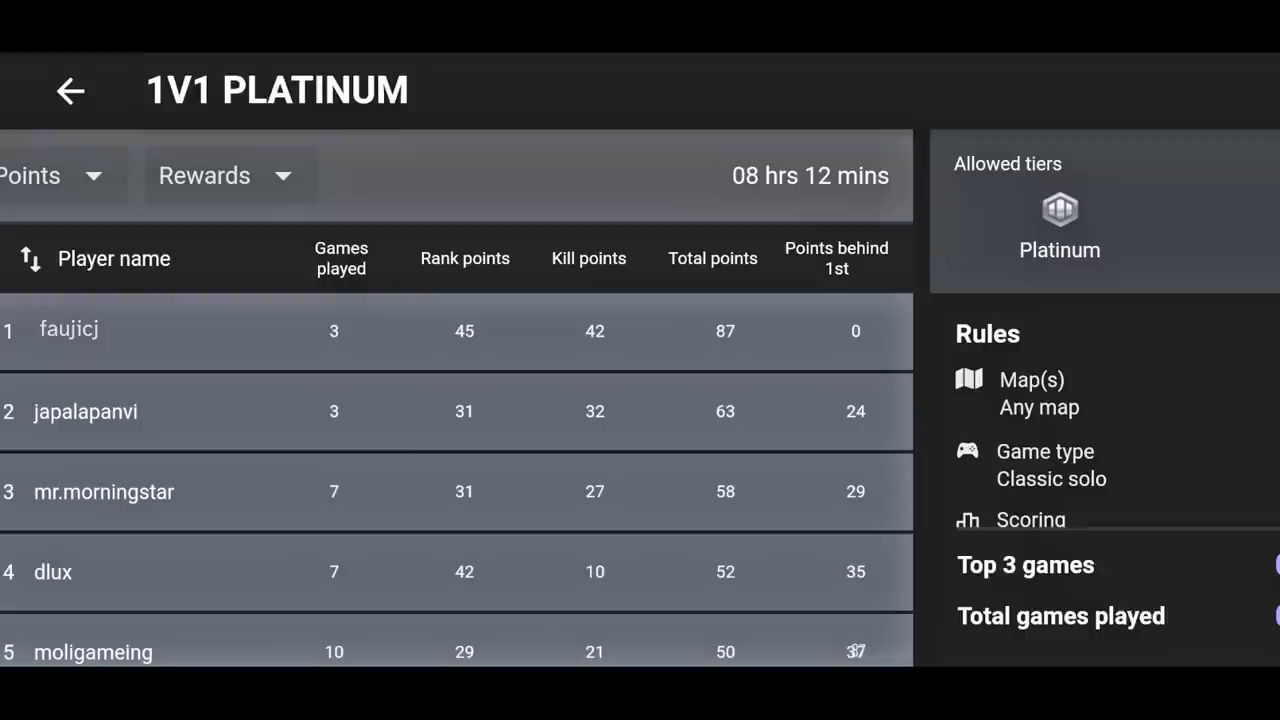 1V1 PLATINUM
Points Rewards 08 hrs 12 mins
Player name Games played Rank points Kill points Total points Points behind 1st
1 faujicj 3 45 42 87 0
2 japalapanvi 3 31 32 63 24
3 mr.morningstar 7 31 27 58 29
4 dlux 7 42 10 52 35
5 moligameing 10 29 21 50 37
Allowed tiers
Platinum
Rules
Map(s)
Any map
Game type
Classic solo
Scoring
Top 3 games
Total games played